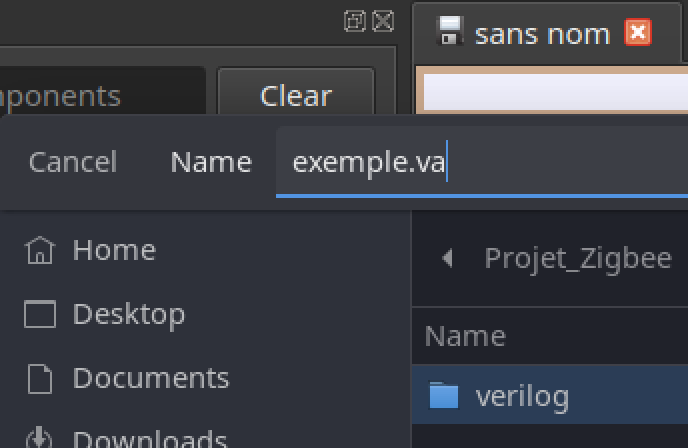 sans nom
mponents Clear
Cancel Name exemple.va
Home
Projet_Zigbee
Desktop
Name
Documents
verilog
Downloads